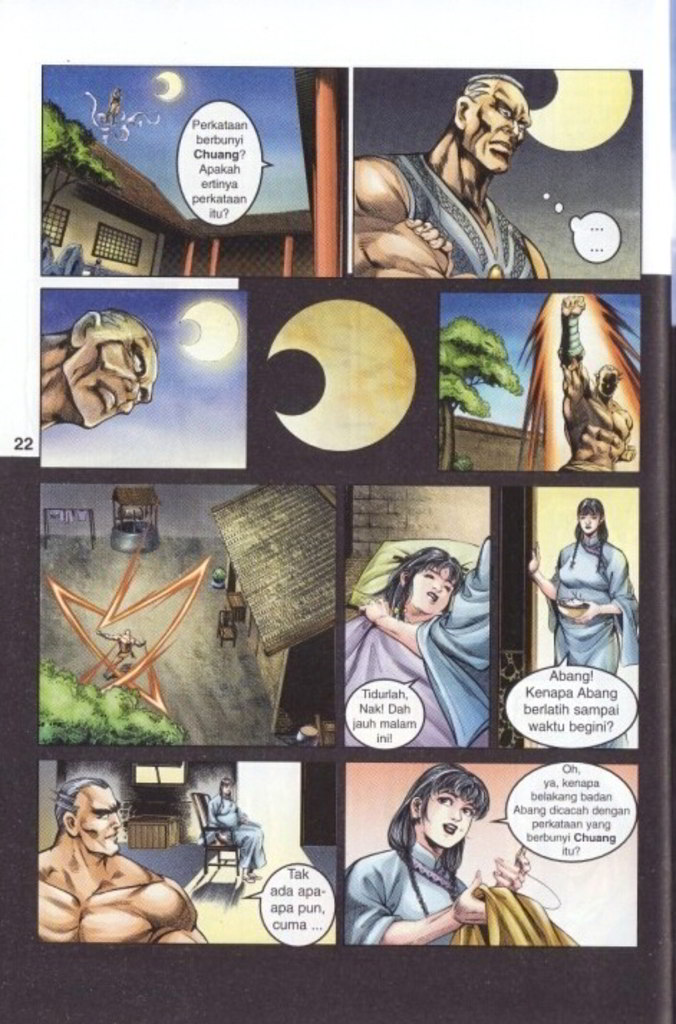 Perkataan
berbunyi
Chuang?
Apakah
ertinya
perkataan
itu?
...
...
22
Tidurlah,
Nak! Dah
jauh malam
ini!
Abang!
Kenapa Abang
berlatih sampai
waktu begini?
Tak
ada apa-
apa pun,
cuma ...
Oh,
ya, kenapa
belakang badan
Abang dicacah dengan
perkataan yang
berbunyi Chuang
itu?